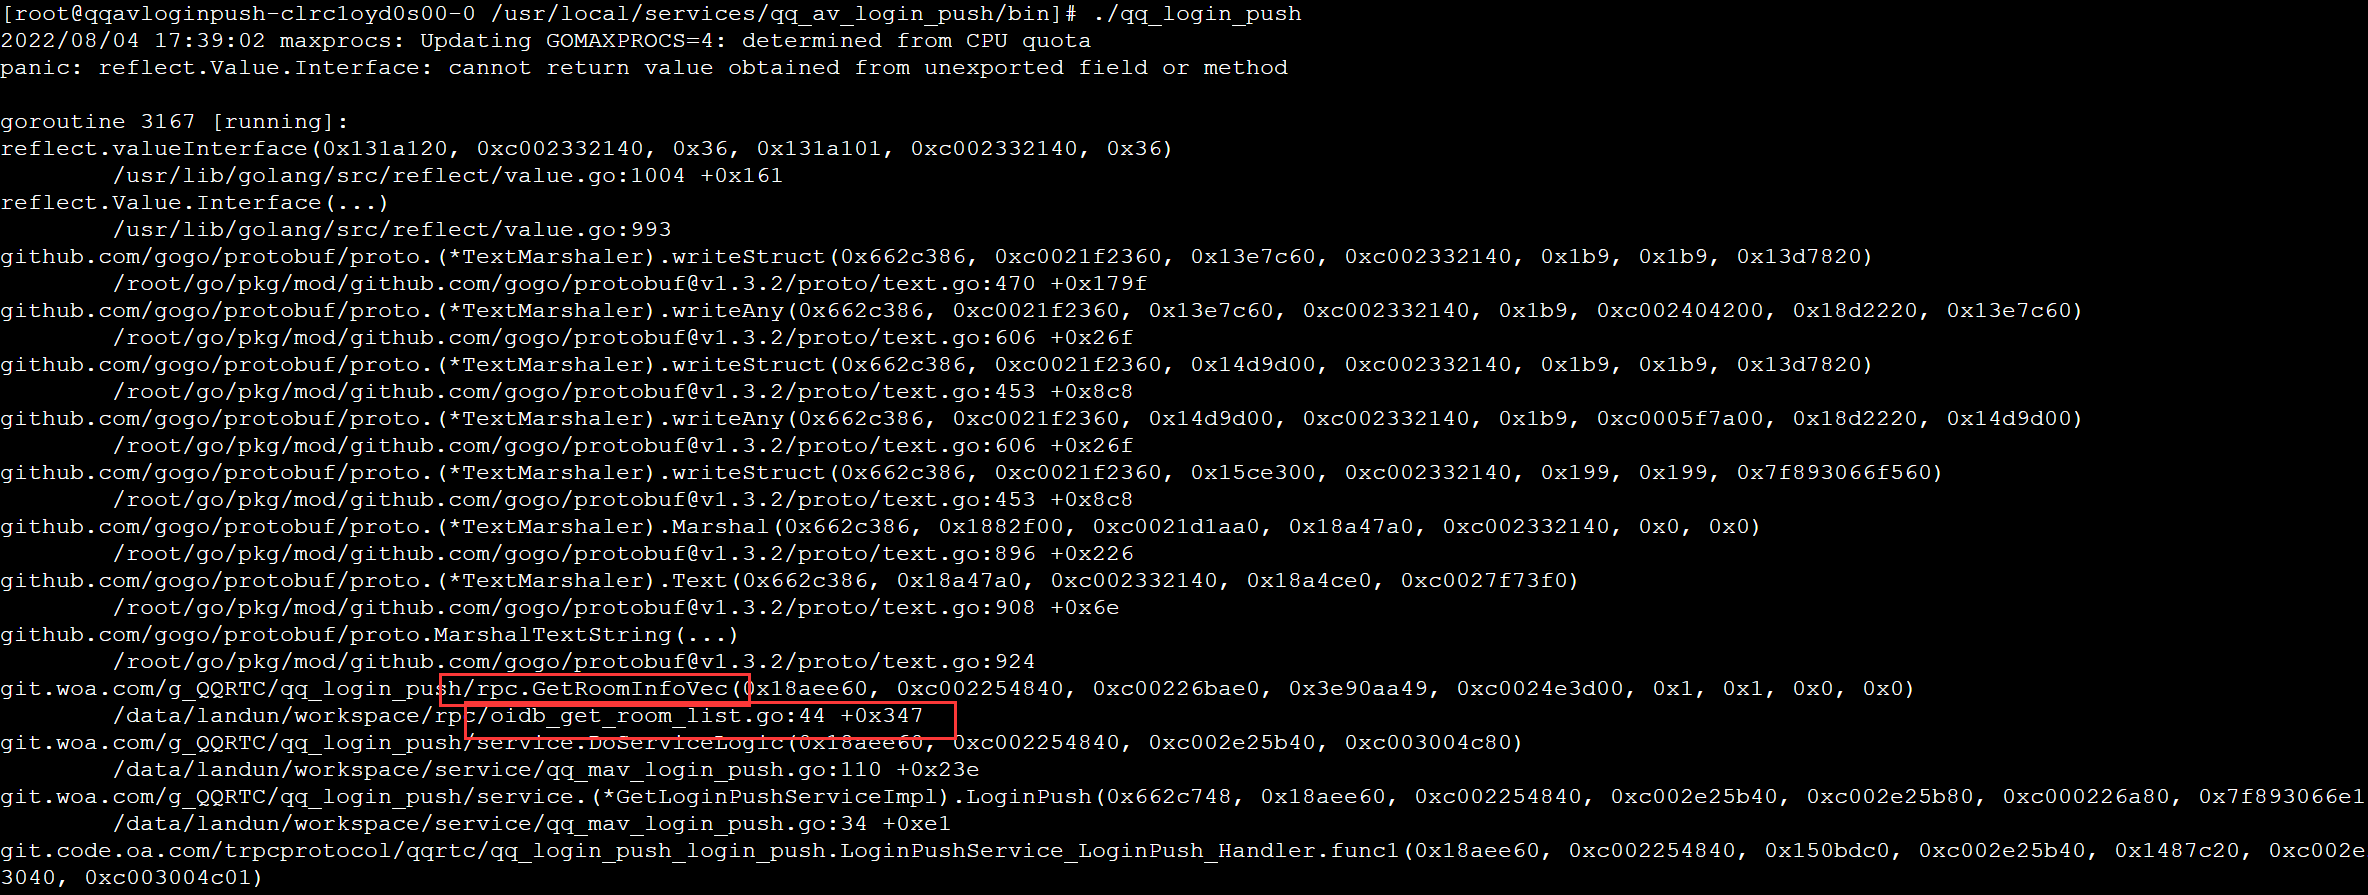 [root@qqavloginpush-clrc1oyd0s00-0 /usr/local/services/qq_av_login_push/bin]# ./qq_login_push
2022/08/04 17:39:02 maxprocs: Updating GOMAXPROCS=4: determined from CPU quota
panic: reflect.Value.Interface: cannot return value obtained from unexported field or method
goroutine 3167 [running]:
reflect.valueInterface(0x131a120, 0xc002332140, 0x36, 0x131a101, 0xc002332140, 0x36)
/usr/lib/golang/src/reflect/value.go:1004 +0x161
reflect.Value.Interface(...)
/usr/lib/golang/src/reflect/value.go:993
github.com/gogo/protobuf/proto.(*TextMarshaler).writeStruct(0x662c386, 0xc0021f2360, 0x13e7c60, 0xc002332140, 0x1b9, 0x1b9, 0x13d7820)
/root/go/pkg/mod/github.com/gogo/protobuf@v1.3.2/proto/text.go:470 +0x179f
github.com/gogo/protobuf/proto.(*TextMarshaler).writeAny(0x662c386, 0xc0021f2360, 0x13e7c60, 0xc002332140, 0x1b9, 0xc002404200, 0x18d2220, 0x13e7c60)
/root/go/pkg/mod/github.com/gogo/protobuf@v1.3.2/proto/text.go:606 +0x26f
github.com/gogo/protobuf/proto.(*TextMarshaler).writeStruct(0x662c386, 0xc0021f2360, 0x14d9d00, 0xc002332140, 0x1b9, 0x1b9, 0x13d7820)
/root/go/pkg/mod/github.com/gogo/protobuf@v1.3.2/proto/text.go:453 +0x8c8
github.com/gogo/protobuf/proto.(*TextMarshaler).writeAny(0x662c386, 0xc0021f2360, 0x14d9d00, 0xc002332140, 0x1b9, 0xc0005f7a00, 0x18d2220, 0x14d9d00)
/root/go/pkg/mod/github.com/gogo/protobuf@v1.3.2/proto/text.go:606 +0x26f
github.com/gogo/protobuf/proto.(*TextMarshaler).writeStruct(0x662c386, 0xc0021f2360, 0x15ce300, 0xc002332140, 0x199, 0x199, 0x7f893066f560)
/root/go/pkg/mod/github.com/gogo/protobuf@v1.3.2/proto/text.go:453 +0x8c8
github.com/gogo/protobuf/proto.(*TextMarshaler).Marshal(0x662c386, 0x1882f00, 0xc0021d1aa0, 0x18a47a0, 0xc002332140, 0x0, 0x0)
/root/go/pkg/mod/github.com/gogo/protobuf@v1.3.2/proto/text.go:896 +0x226
github.com/gogo/protobuf/proto.(*TextMarshaler).Text(0x662c386, 0x18a47a0, 0xc002332140, 0x18a4ce0, 0xc0027f73f0)
/root/go/pkg/mod/github.com/gogo/protobuf@v1.3.2/proto/text.go:908 +0x6e
github.com/gogo/protobuf/proto.MarshalTextString(...)
/root/go/pkg/mod/github.com/gogo/protobuf@v1.3.2/proto/text.go:924
git.woa.com/g_QQRTC/qq_login_push/rpc.GetRoomInfoVec(0x18aee60, 0xc002254840, 0xc00226bae0, 0x3e90aa49, 0xc0024e3d00, 0x1, 0x1, 0x0, 0x0)
/data/landun/workspace/rpc/oidb_get_room_list.go:44 +0x347
git.woa.com/g_QQRTC/qq_login_push/service.DoServiceLogic(0x18aee60, 0xc002254840, 0xc002e25b40, 0xc003004c80)
/data/landun/workspace/service/qq_mav_login_push.go:110 +0x23e
git.woa.com/g_QQRTC/qq_login_push/service.(*GetLoginPushServiceImpl).LoginPush(0x662c748, 0x18aee60, 0xc002254840, 0xc002e25b40, 0xc002e25b80, 0xc000226a80, 0x7f893066e1
/data/landun/workspace/service/qq_mav_login_push.go:34 +0xe1
git.code.oa.com/trpcprotocol/qqrtc/qq_login_push_login_push.LoginPushService_LoginPush_Handler.func1(0x18aee60, 0xc002254840, 0x150bdc0, 0xc002e25b40, 0x1487c20, 0xc002e
3040, 0xc003004c01)